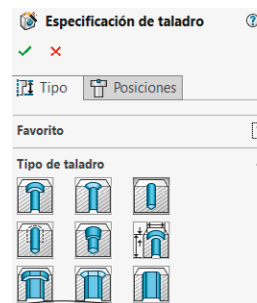 Especificación de taladro
Tipo
Posiciones
Favorito
Tipo de taladro